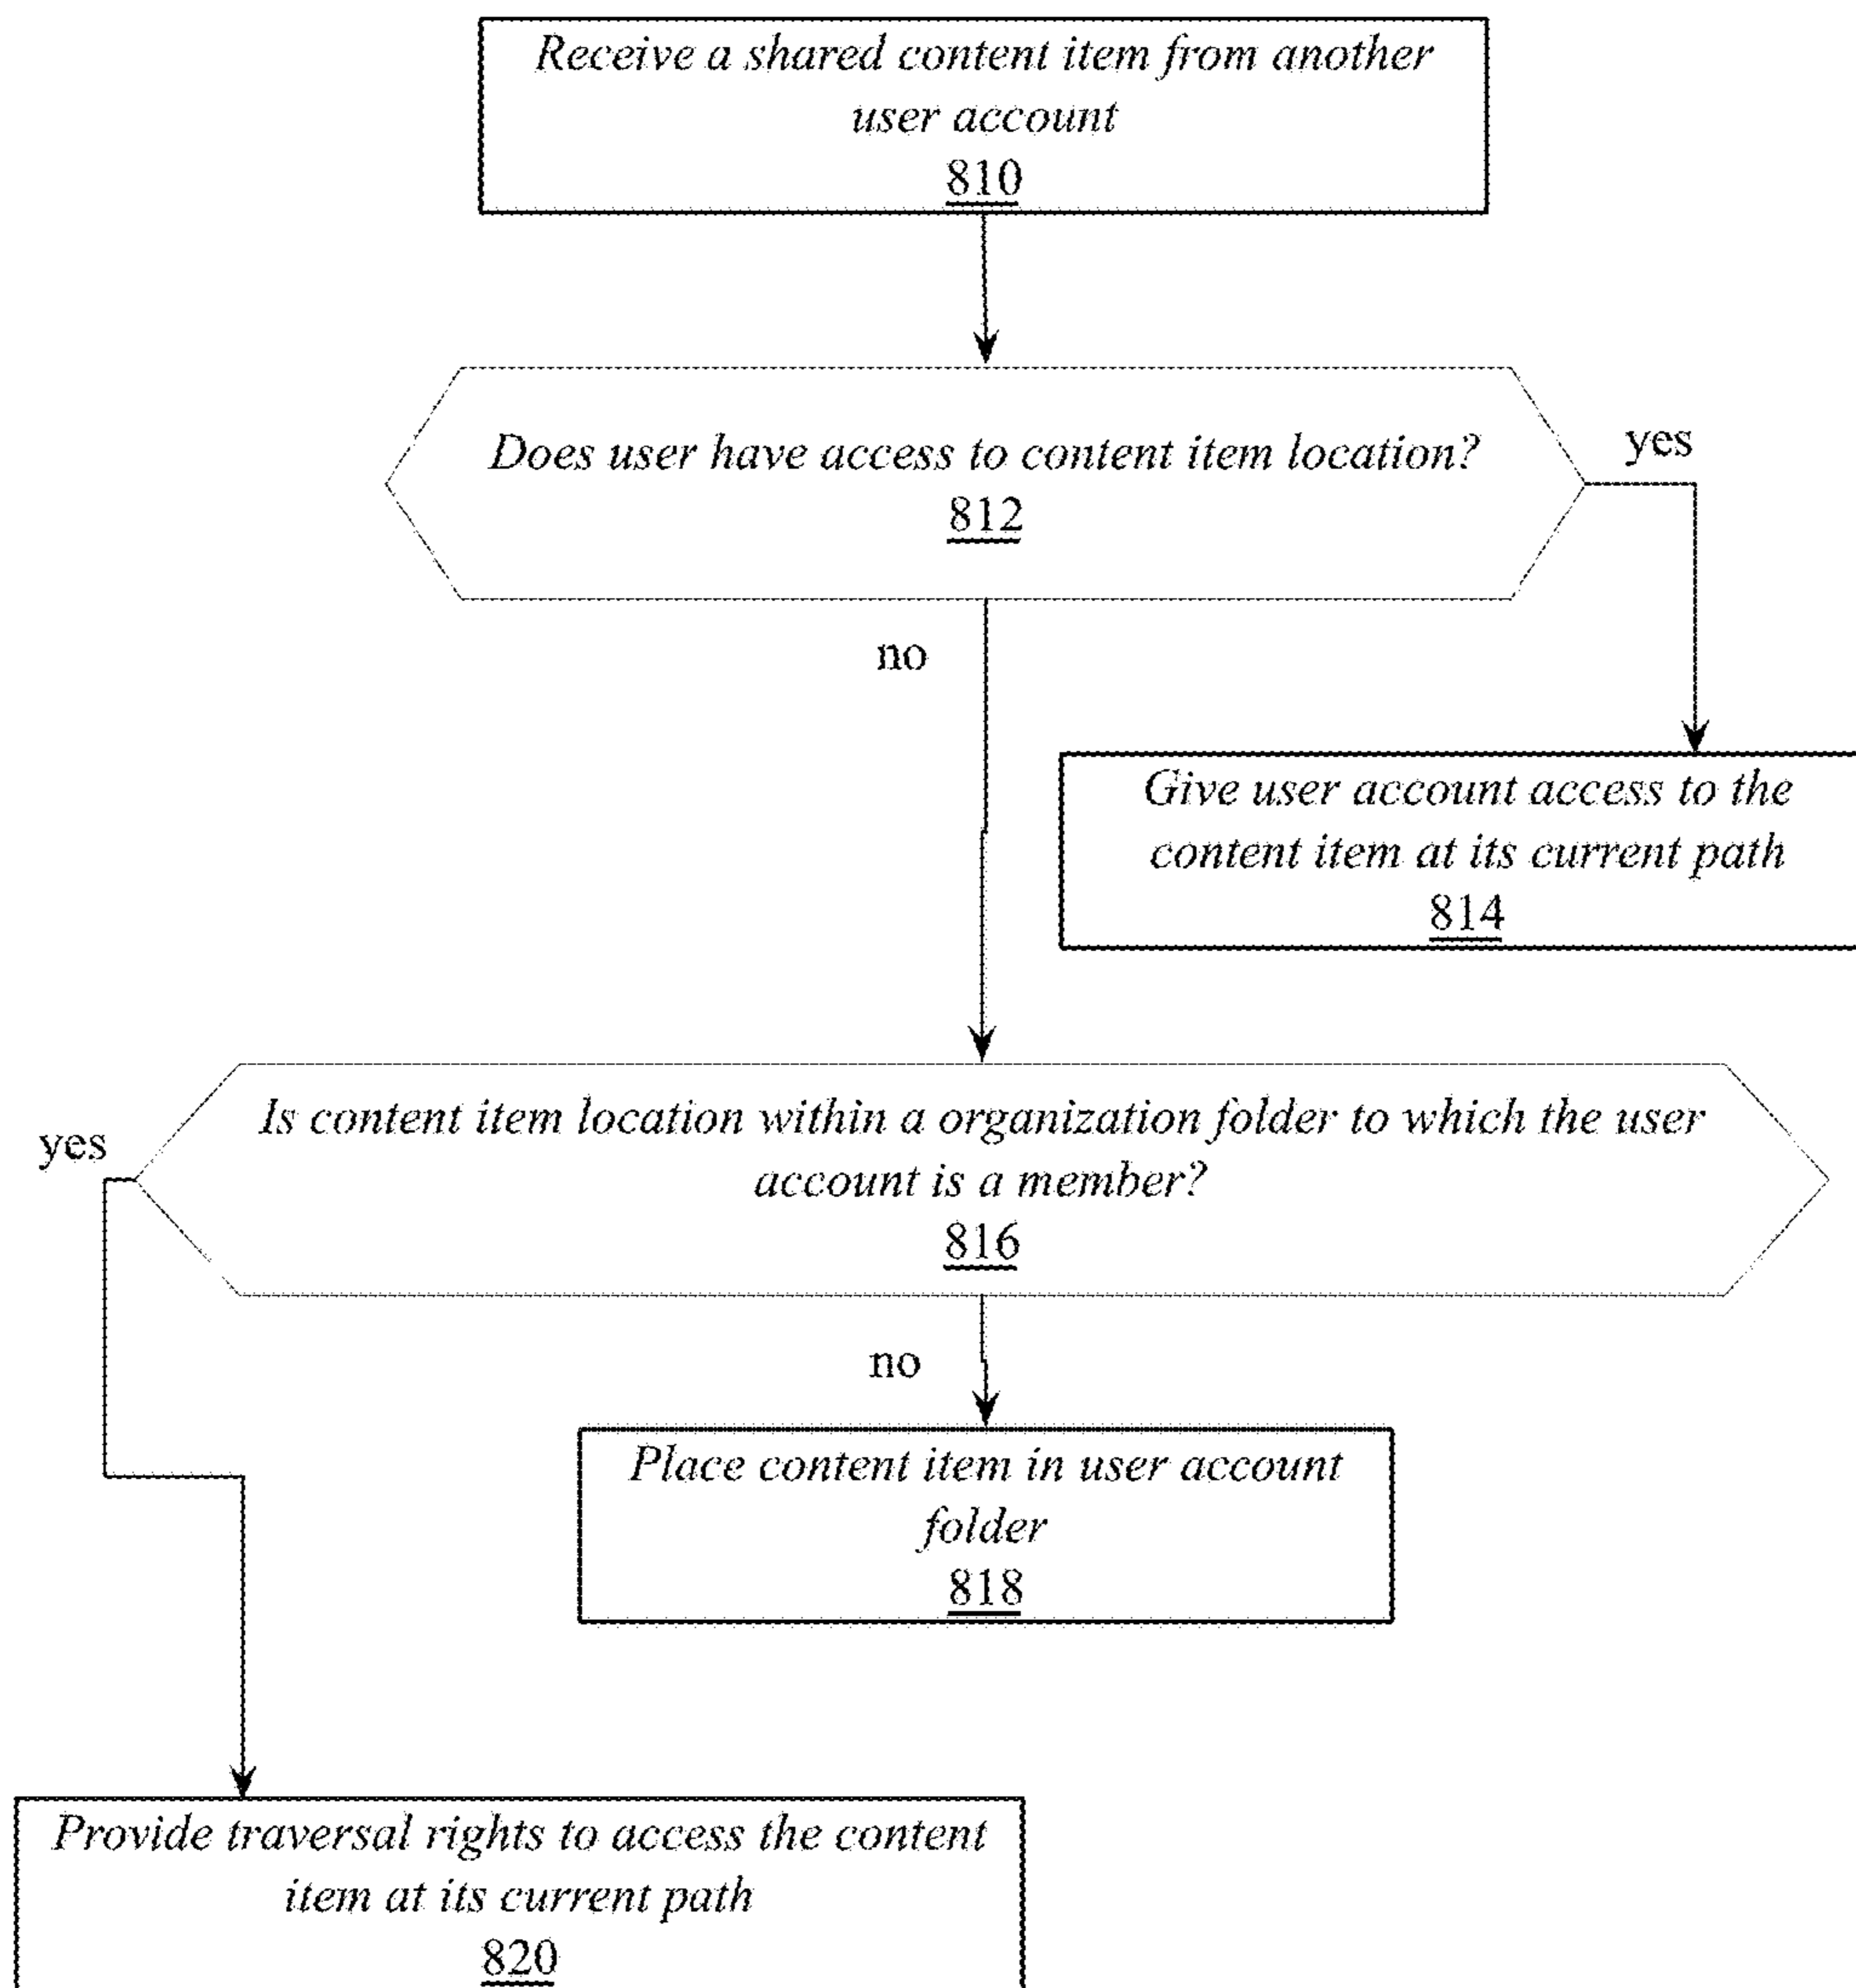 Receive a shared content item from another
user account
810
Does user have access to content item location?
812
yes
no
Give user account access to the
content item at its current path
814
Is content item location within a organization folder to which the user
account is a member?
816
yes
no
Place content item in user account
folder
818
Provide traversal rights to access the content
item at its current path
820